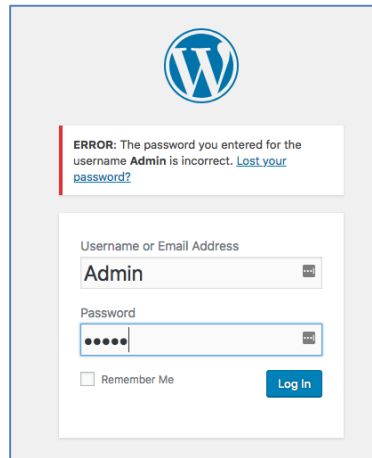 ERROR: The password you entered for the
username Admin is incorrect. Lost your
password?
Username or Email Address
Admin
Password
•••••
Remember Me
Log In